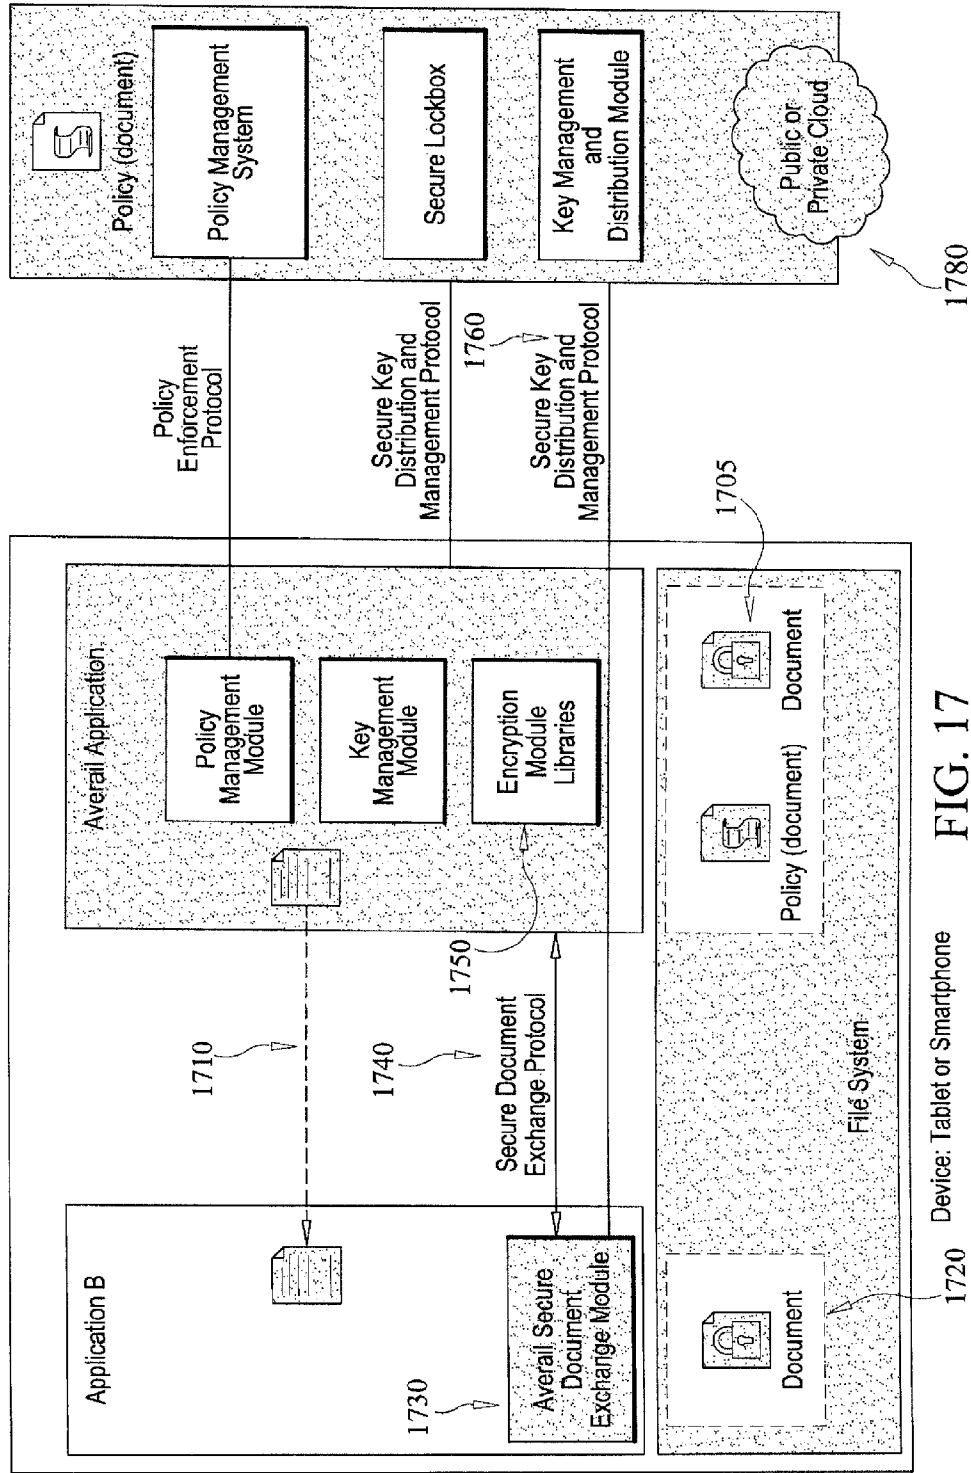 Application B
1730
Averail Secure
Document
Exchange Module
1710
1740
Secure Document
Exchange Protocol
Averail Application
Policy
Management
Module
Key
Management
Module
Encryption
Module
Libraries
1750
Policy
Enforcement
Protocol
Secure Key
Distribution and
Management Protocol
1760
Secure Key
Distribution and
Management Protocol
Policy (document)
Policy Management
System
Secure Lockbox
Key Management
and
Distribution Module
Public or
Private Cloud
1780
Document
1720
File System
Policy (document)
Document
1705
Device: Tablet or Smartphone
FIG. 17